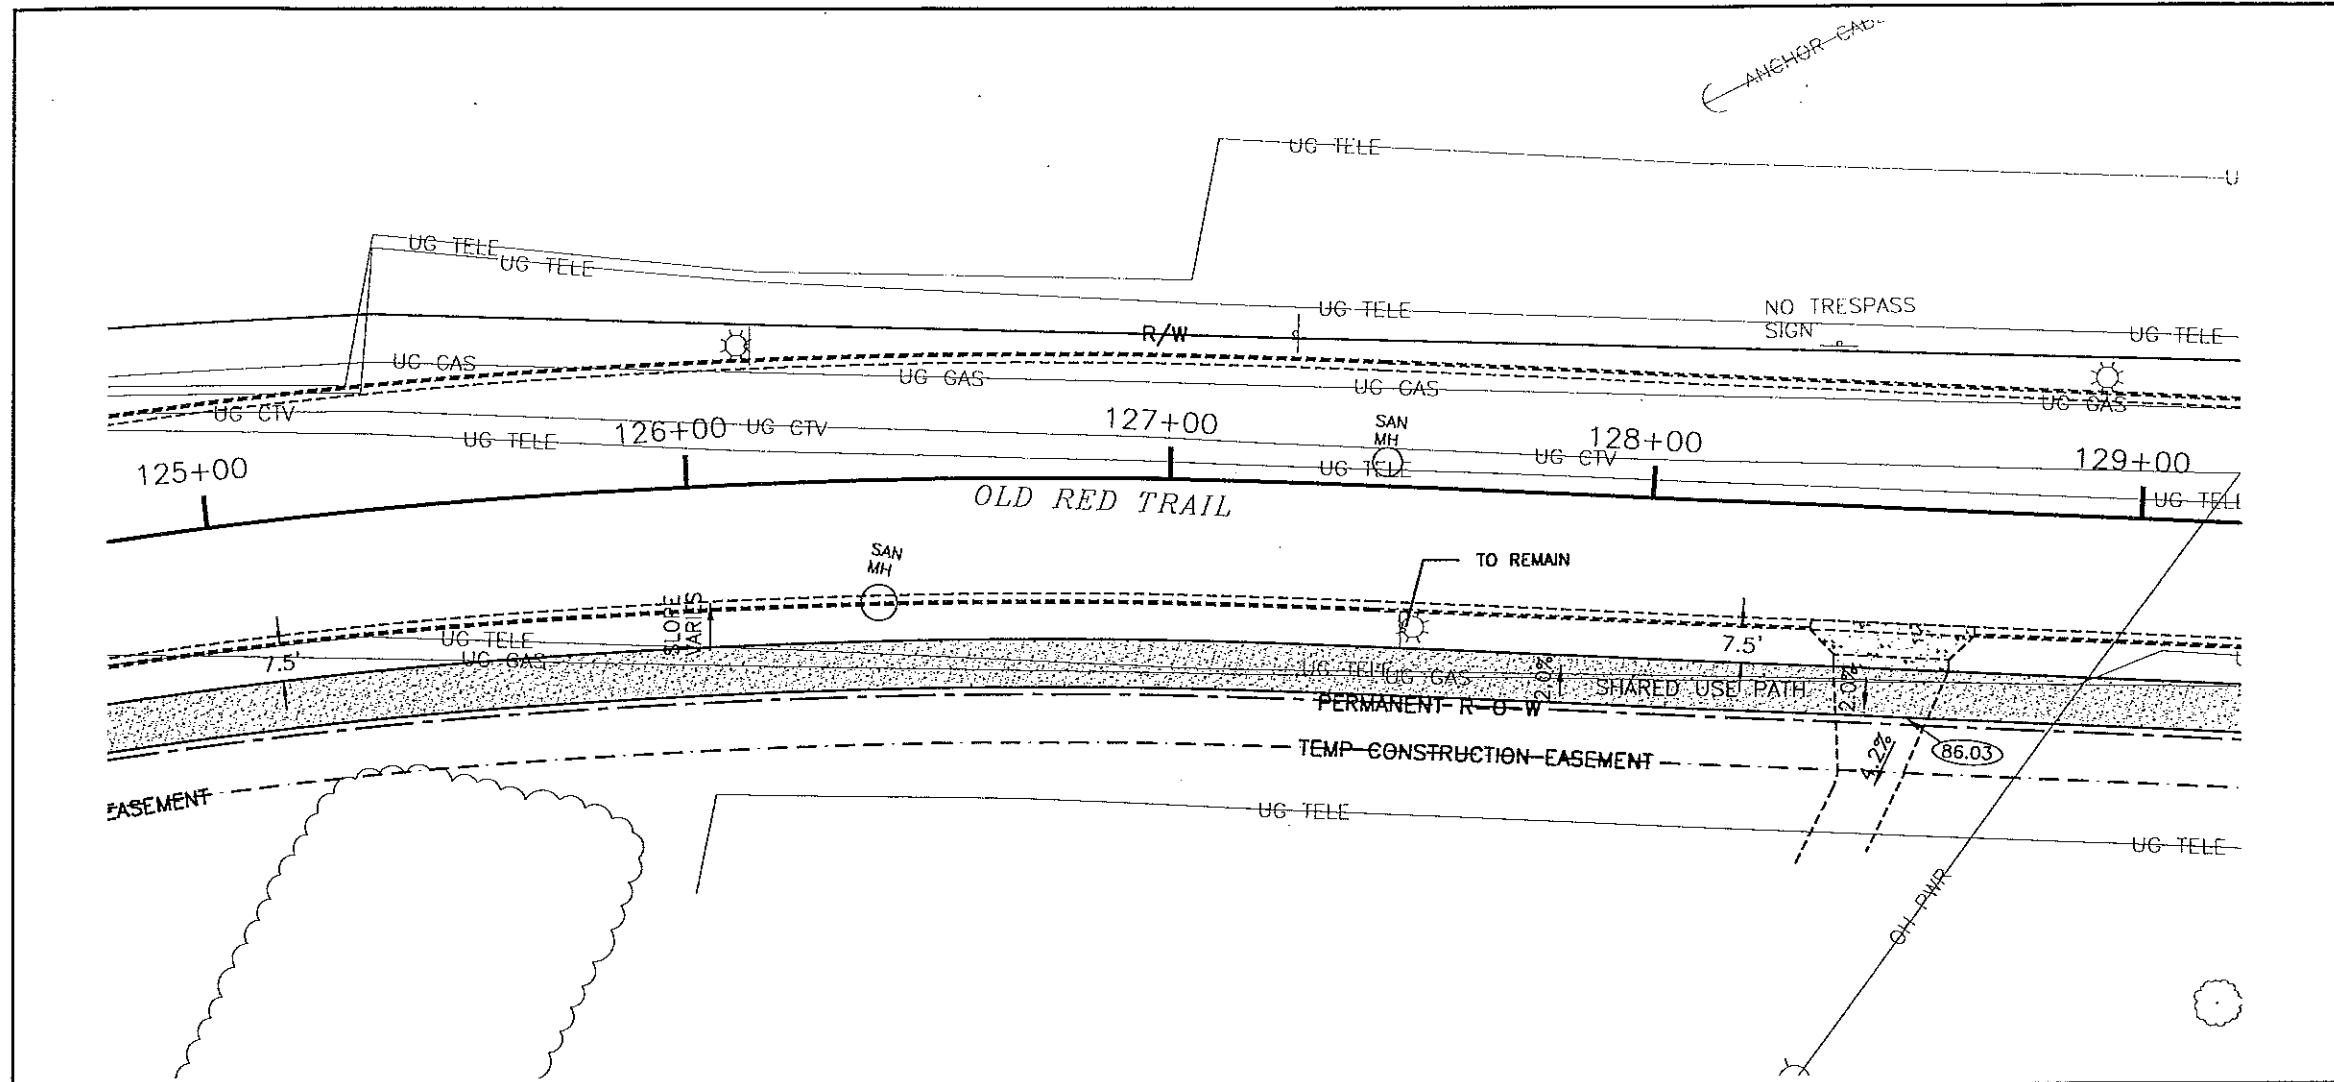 ANCHOR
UG TELE
UG TELE
UG TELE
UG TELE
NO TRESPASS
SIGN
UG TELE
R/W
UG GAS
UG GAS
UG GAS
UG GAS
UG CTV
UG TELE
126+00
UG CTV
127+00
SAN
MH
128+00
UG TELE
UG CTV
129+00
125+00
UG
OLD RED TRAIL
SAN
MH
TO REMAIN
SLOPE
VARIES
UG TELE
UG GAS
7.5'
7.5'
UG TELE
UG GAS
2.0%
SHARED USE PATH
2.0%
PERMANENT R-O-W
TEMP CONSTRUCTION EASEMENT
4.2%
86.03
EASEMENT
UG TELE
UG TELE
OH PWR